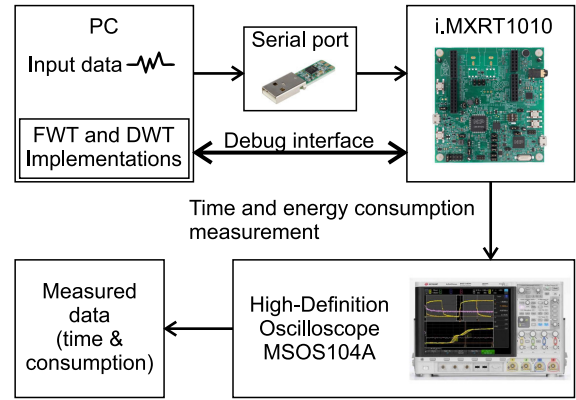 PC
Input data
FWT and DWT
Implementations
Serial port
i.MXRT1010
Debug interface
Time and energy consumption
measurement
Measured
data
(time &
consumption)
High-Definition
Oscilloscope
MSOS104A